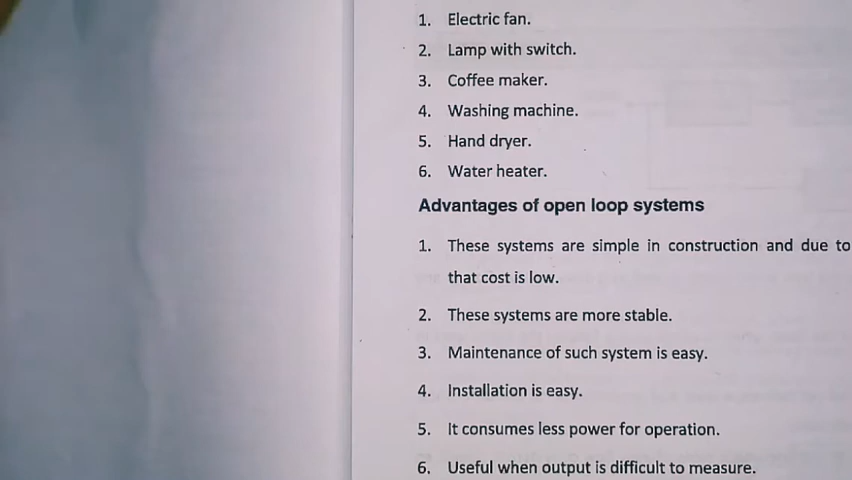 1. Electric fan.
2. Lamp with switch.
3. Coffee maker.
4. Washing machine.
5. Hand dryer.
6. Water heater.
Advantages of open loop systems
1. These systems are simple in construction and due to
that cost is low.
2. These systems are more stable.
3. Maintenance of such system is easy.
4. Installation is easy.
5. It consumes less power for operation.
6. Useful when output is difficult to measure.